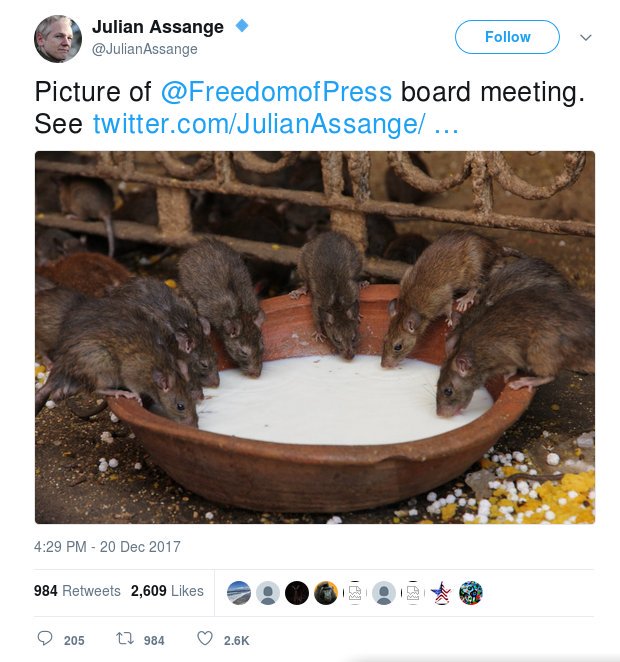 Julian Assange
@JulianAssange
Follow
Picture of @FreedomofPress board meeting.
See twitter.com/JulianAssange/ …
4:29 PM - 20 Dec 2017
984 Retweets 2,609 Likes
205 984 2.6K